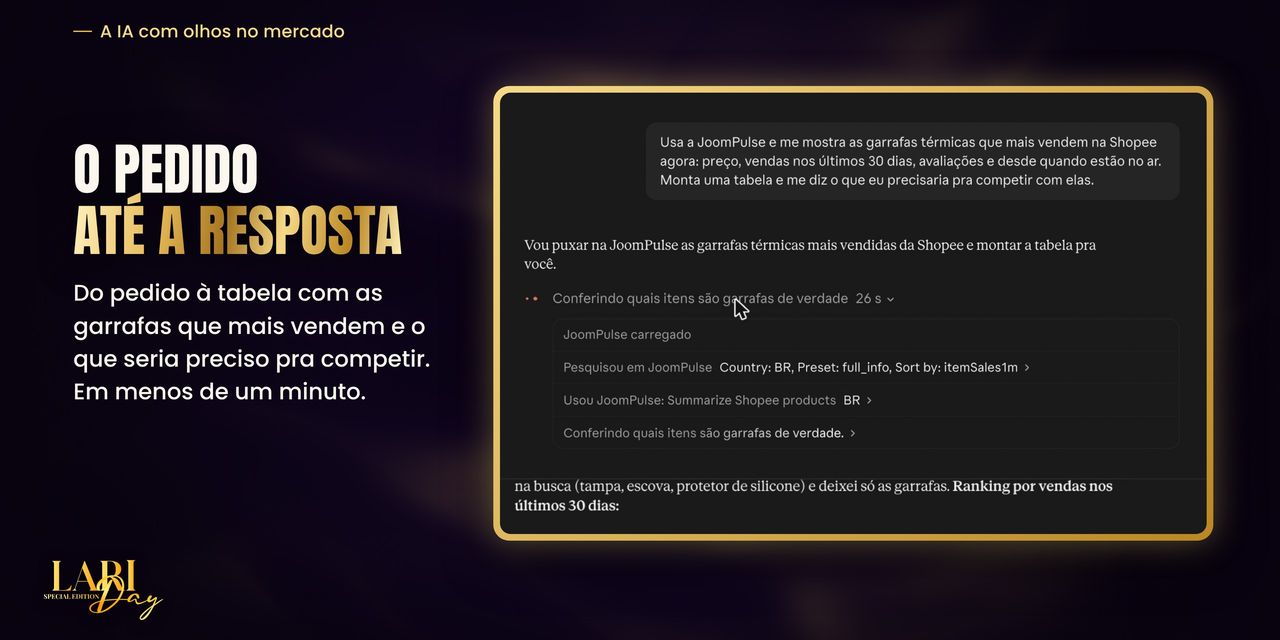 A IA com olhos no mercado
O PEDIDO
ATÉ A RESPOSTA
Do pedido à tabela com as
garrafas que mais vendem e o
que seria preciso pra competir.
Em menos de um minuto.
Usa a JoomPulse e me mostra as garrafas térmicas que mais vendem na Shopee
agora: preço, vendas nos últimos 30 dias, avaliações e desde quando estão no ar.
Monta uma tabela e me diz o que eu precisaria pra competir com elas.
Vou puxar na JoomPulse as garrafas térmicas mais vendidas da Shopee e montar a tabela pra
você.
Conferindo quais itens são garrafas de verdade 26 s
JoomPulse carregado
Pesquisou em JoomPulse Country: BR, Preset: full_info, Sort by: itemSales1m
Usou JoomPulse: Summarize Shopee products BR
Conferindo quais itens são garrafas de verdade.
na busca (tampa, escova, protetor de silicone) e deixei só as garrafas. Ranking por vendas nos
últimos 30 dias:
LABI
SPECIAL EDITION
Day